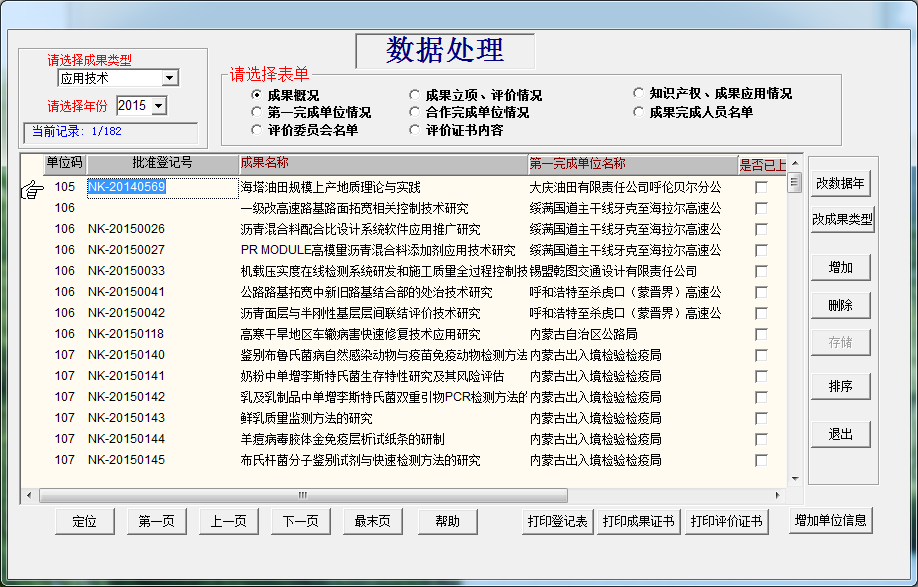 数据处理
请选择成果类型
应用技术
请选择年份 2015
当前记录: 1/182
请选择表单
成果概况 成果立项、评价情况 知识产权、成果应用情况
第一完成单位情况 合作完成单位情况 成果完成人员名单
评价委员会名单 评价证书内容
单位码 批准登记号 成果名称 第一完成单位名称 是否已上
105 NK-20140569 海塔油田规模上产地质理论与实践 大庆油田有限责任公司呼伦贝尔分公
106 一级改高速路基路面拓宽相关控制技术研究 绥满国道主干线牙克至海拉尔高速公
106 NK-20150026 沥青混合料配合比设计系统软件应用推广研究 绥满国道主干线牙克至海拉尔高速公
106 NK-20150027 PR MODULE高模量沥青混合料添加剂应用技术研究 绥满国道主干线牙克至海拉尔高速公
106 NK-20150033 机载压实度在线检测系统研发和施工质量全过程控制技 锡盟乾图交通设计有限责任公司
106 NK-20150041 公路路基拓宽中新旧路基结合部的处治技术研究 呼和浩特至杀虎口（蒙晋界）高速公
106 NK-20150042 沥青面层与半刚性基层层间联结评价技术研究 呼和浩特至杀虎口（蒙晋界）高速公
106 NK-20150118 高寒干旱地区车辙病害快速修复技术应用研究 内蒙古自治区公路局
107 NK-20150140 鉴别布鲁氏菌病自然感染动物与疫苗免疫动物检测方法 内蒙古出入境检验检疫局
107 NK-20150141 奶粉中单增李斯特氏菌生存特性研究及其风险评估 内蒙古出入境检验检疫局
107 NK-20150142 乳及乳制品中单增李斯特氏菌双重引物PCR检测方法的 内蒙古出入境检验检疫局
107 NK-20150143 鲜乳质量监测方法的研究 内蒙古出入境检验检疫局
107 NK-20150144 羊痘病毒胶体金免疫层析试纸条的研制 内蒙古出入境检验检疫局
107 NK-20150145 布氏杆菌分子鉴别试剂与快速检测方法的研究 内蒙古出入境检验检疫局
改数据年
改成果类型
增加
删除
存储
排序
退出
定位 第一页 上一页 下一页 最末页 帮助 打印登记表 打印成果证书 打印评价证书 增加单位信息